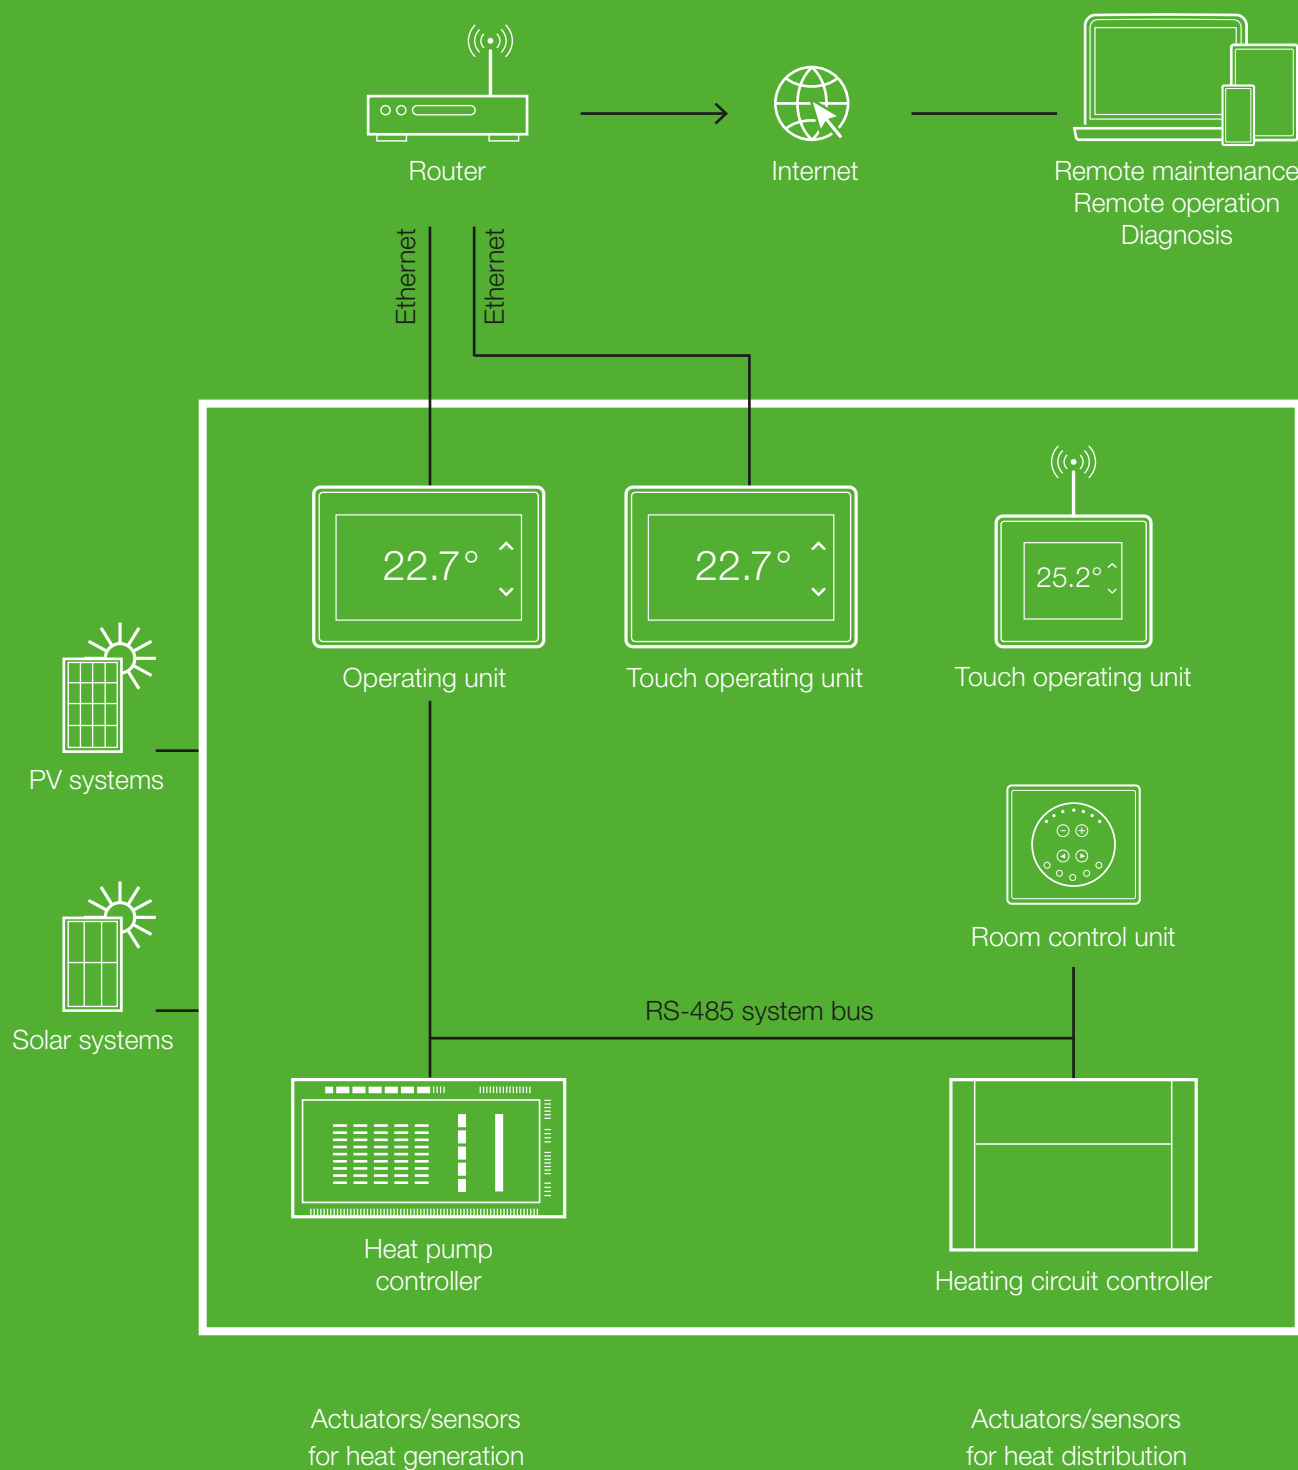 Router
Internet
Remote maintenance
Remote operation
Diagnosis
Ethernet
Ethernet
22.7°
22.7°
25.2°
Operating unit
Touch operating unit
Touch operating unit
PV systems
Room control unit
RS-485 system bus
Solar systems
Heat pump
controller
Heating circuit controller
Actuators/sensors
for heat generation
Actuators/sensors
for heat distribution